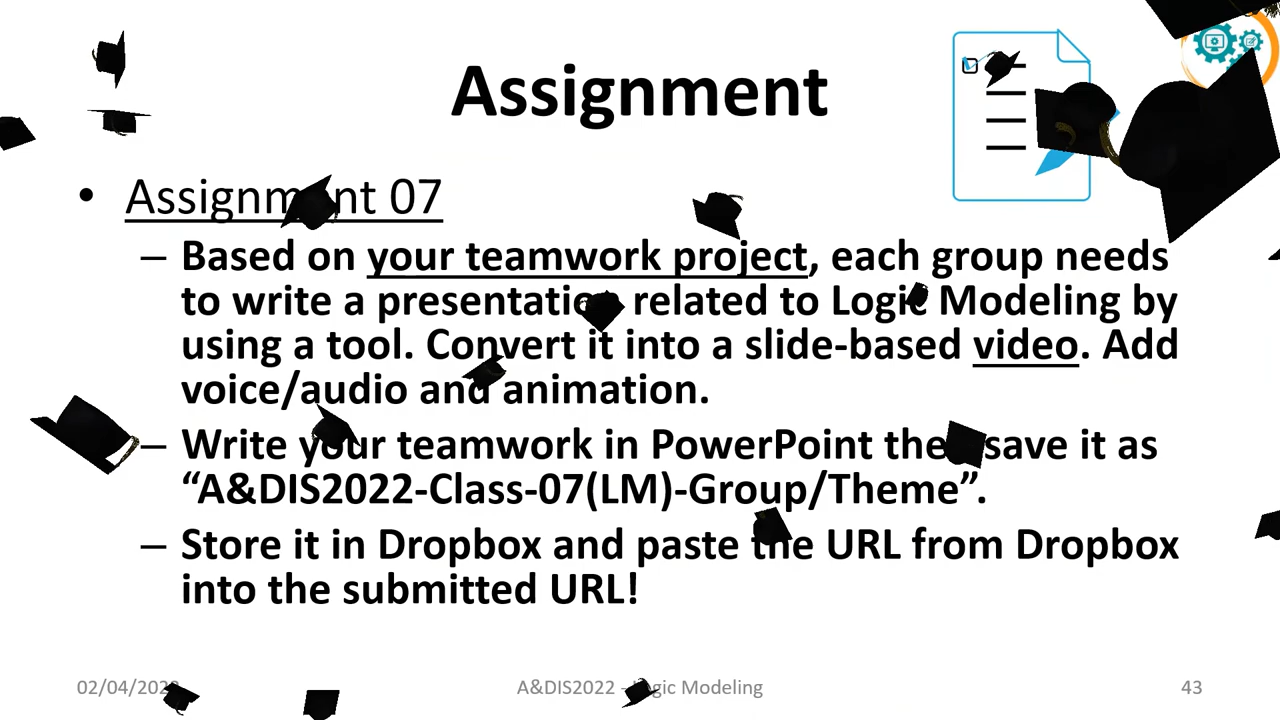 Assignment
• Assignment 07
– Based on your teamwork project, each group needs
to write a presentation related to Logic Modeling by
using a tool. Convert it into a slide-based video. Add
voice/audio and animation.
– Write your teamwork in PowerPoint then save it as
“A&DIS2022-Class-07(LM)-Group/Theme”.
– Store it in Dropbox and paste the URL from Dropbox
into the submitted URL!
A&DIS2022 - Logic Modeling
43